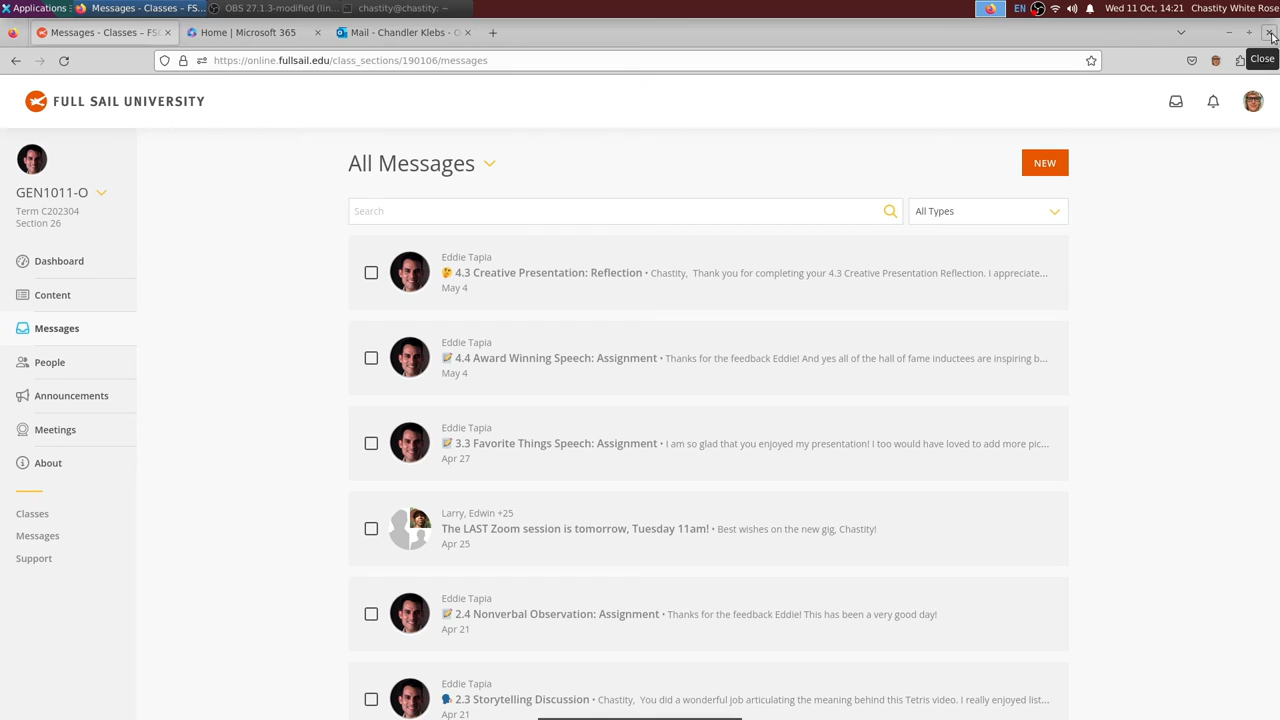 Applications
Messages - Classes – FS...
OBS 27.1.3-modified (lin...
chastity@chastity: ~
EN
Wed 11 Oct, 14:21
Chastity White Rose
Messages - Classes – FSO
Home | Microsoft 365
Mail - Chandler Klebs - O
https://online.fullsail.edu/class_sections/190106/messages
Close
FULL SAIL UNIVERSITY
GEN1011-O
Term C202304
Section 26
Dashboard
Content
Messages
People
Announcements
Meetings
About
Classes
Messages
Support
All Messages
NEW
Search
All Types
Eddie Tapia
🤔 4.3 Creative Presentation: Reflection • Chastity, Thank you for completing your 4.3 Creative Presentation Reflection. I appreciate...
May 4
Eddie Tapia
📝 4.4 Award Winning Speech: Assignment • Thanks for the feedback Eddie! And yes all of the hall of fame inductees are inspiring b...
May 4
Eddie Tapia
📝 3.3 Favorite Things Speech: Assignment • I am so glad that you enjoyed my presentation! I too would have loved to add more pic...
Apr 27
Larry, Edwin +25
The LAST Zoom session is tomorrow, Tuesday 11am! • Best wishes on the new gig, Chastity!
Apr 25
Eddie Tapia
📝 2.4 Nonverbal Observation: Assignment • Thanks for the feedback Eddie! This has been a very good day!
Apr 21
Eddie Tapia
🗣 2.3 Storytelling Discussion • Chastity, You did a wonderful job articulating the meaning behind this Tetris video. I really enjoyed list...
Apr 21